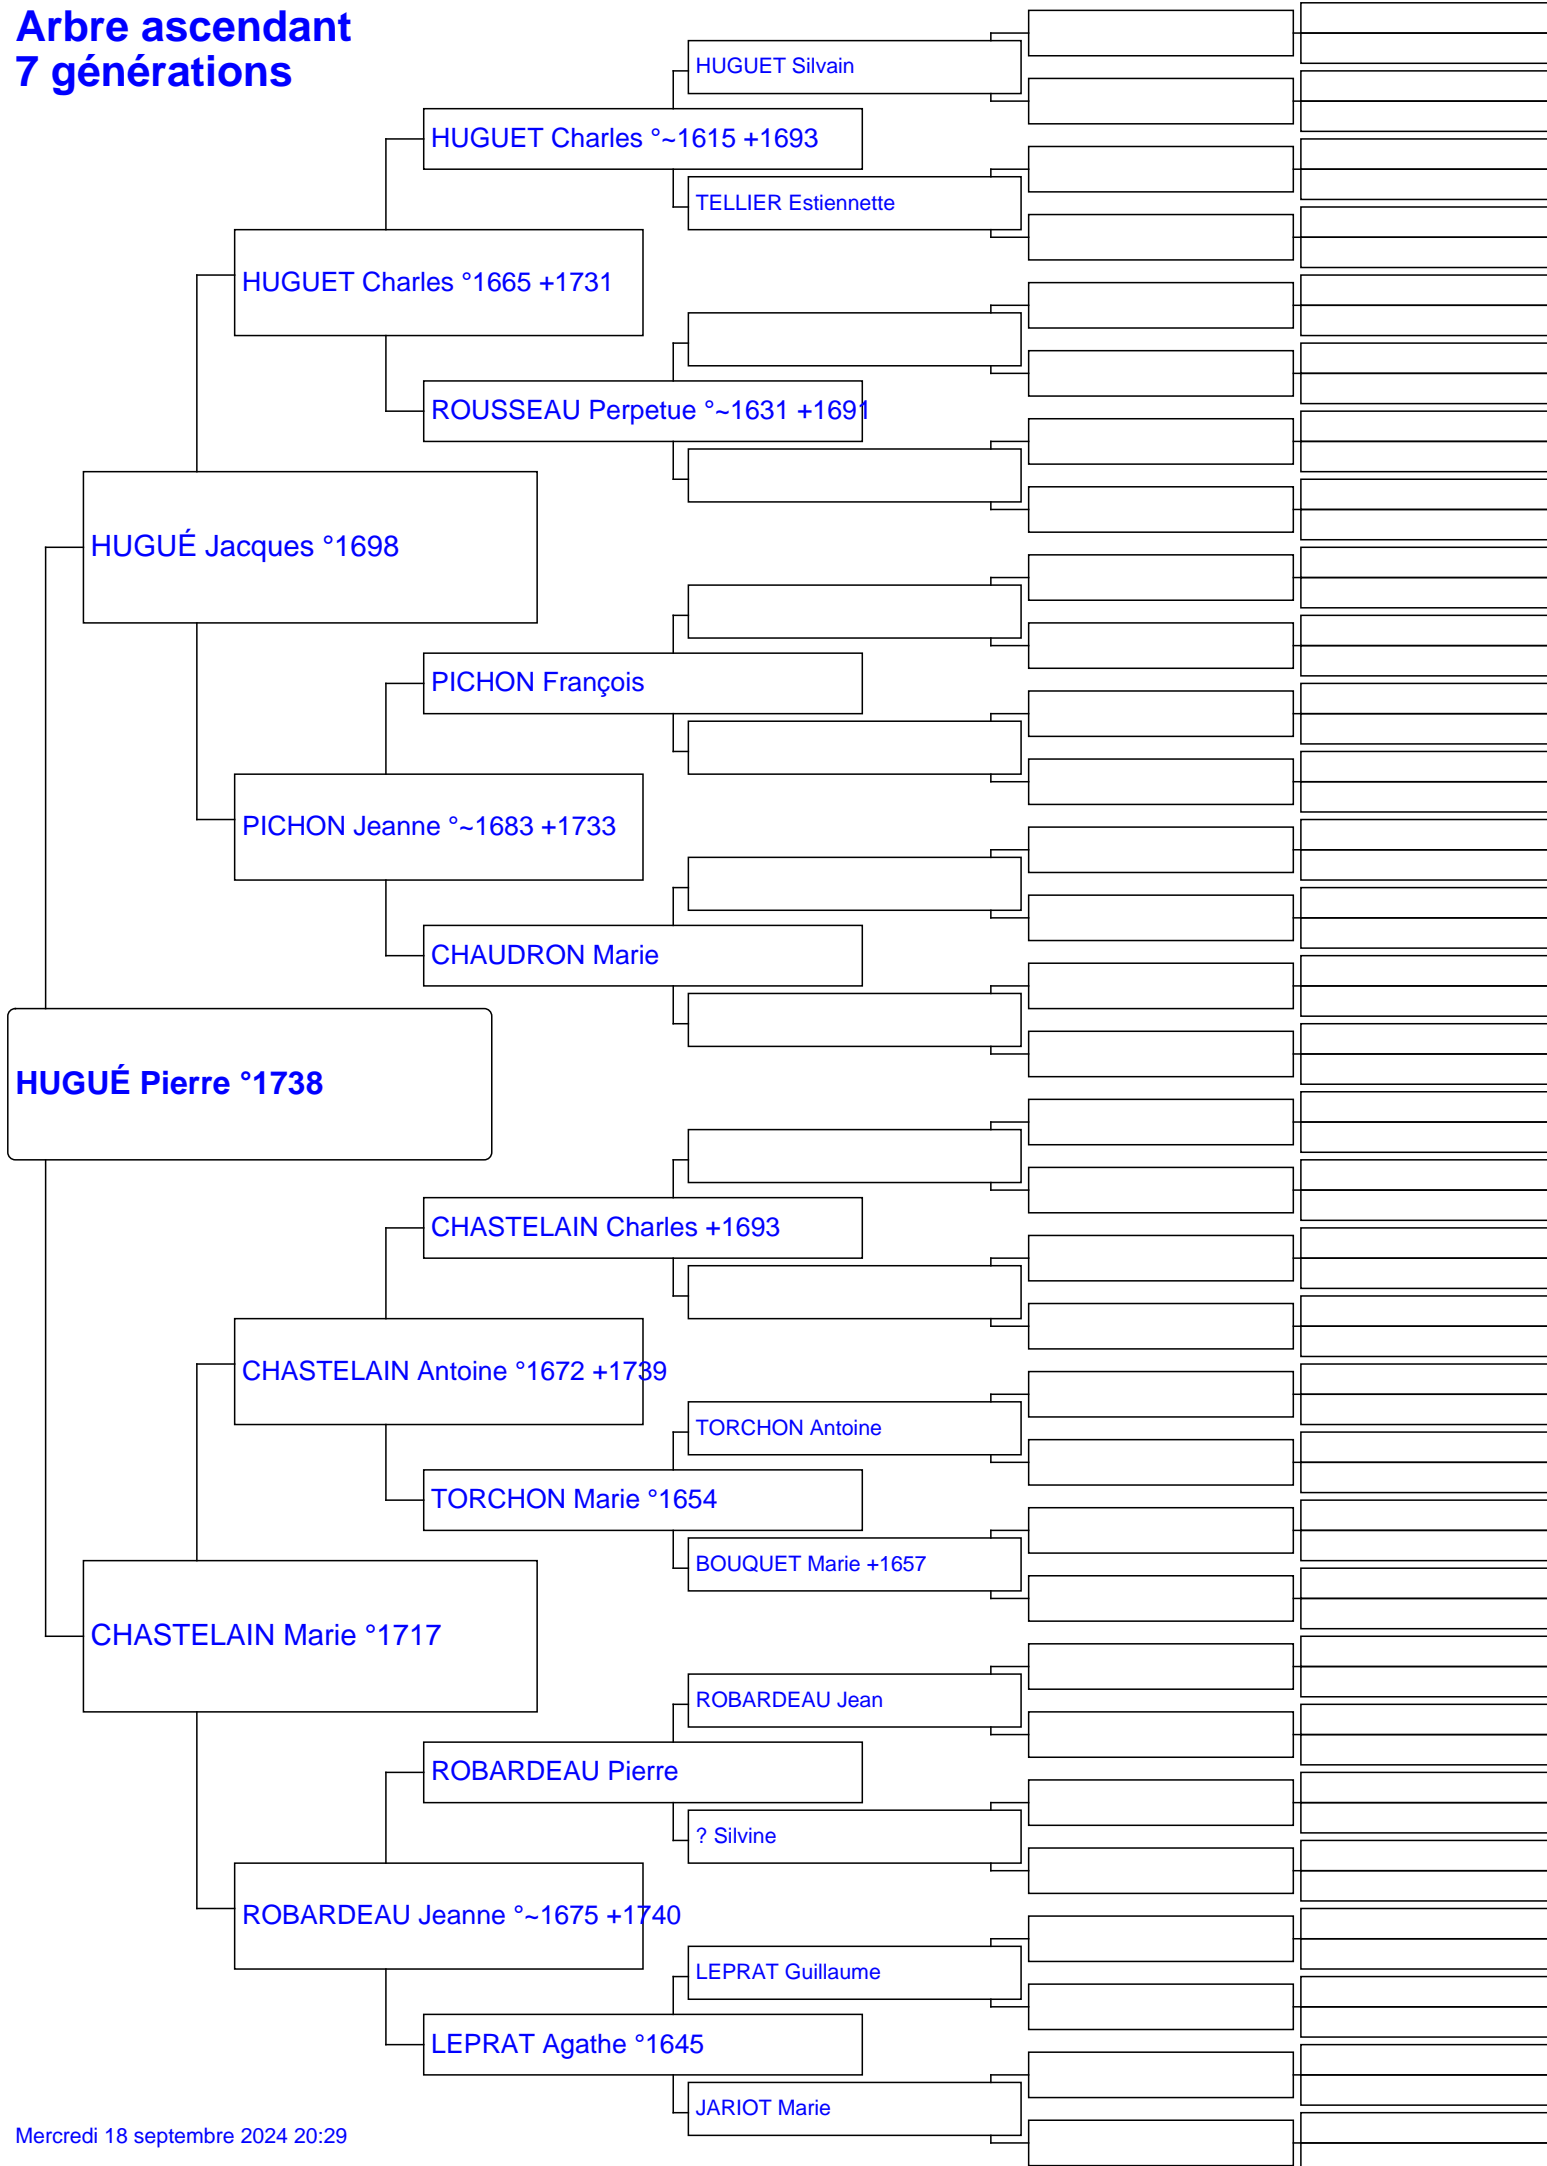 Arbre ascendant
7 générations
HUGUET Silvain
HUGUET Charles °~1615 +1693
TELLIER Estiennette
HUGUET Charles °1665 +1731
ROUSSEAU Perpetue °~1631 +1691
HUGUÉ Jacques °1698
PICHON François
PICHON Jeanne °~1683 +1733
CHAUDRON Marie
HUGUÉ Pierre °1738
CHASTELAIN Charles +1693
CHASTELAIN Antoine °1672 +1739
TORCHON Antoine
TORCHON Marie °1654
BOUQUET Marie +1657
CHASTELAIN Marie °1717
ROBARDEAU Jean
ROBARDEAU Pierre
? Silvine
ROBARDEAU Jeanne °~1675 +1740
LEPRAT Guillaume
LEPRAT Agathe °1645
JARIOT Marie
Mercredi 18 septembre 2024 20:29